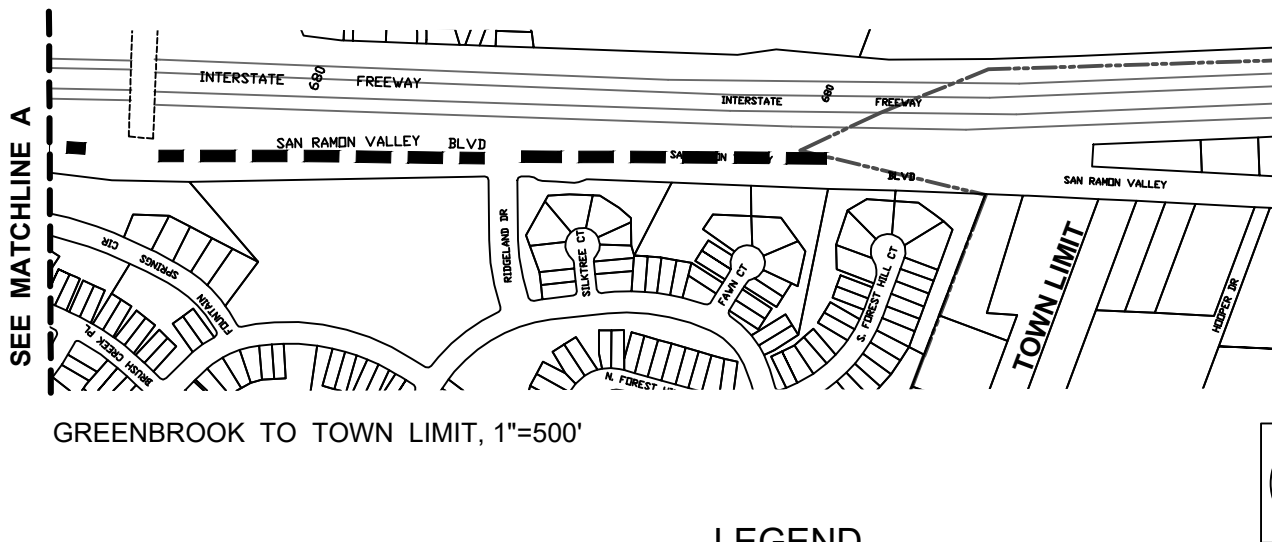 INTERSTATE 680 FREEWAY
INTERSTATE 680 FREEWAY
SAN RAMON VALLEY BLVD
BLVD
SAN RAMON VALLEY
SEE MATCHLINE A
RIDGELAND DR
SILKTREE CT
FAWN CT
S. FOREST HILL CT
TOWN LIMIT
HOOPER DR
FOUNTAIN SPRINGS CIR
BRUSH CREEK PL
N. FOREST
GREENBROOK TO TOWN LIMIT, 1"=500'
LEGEND